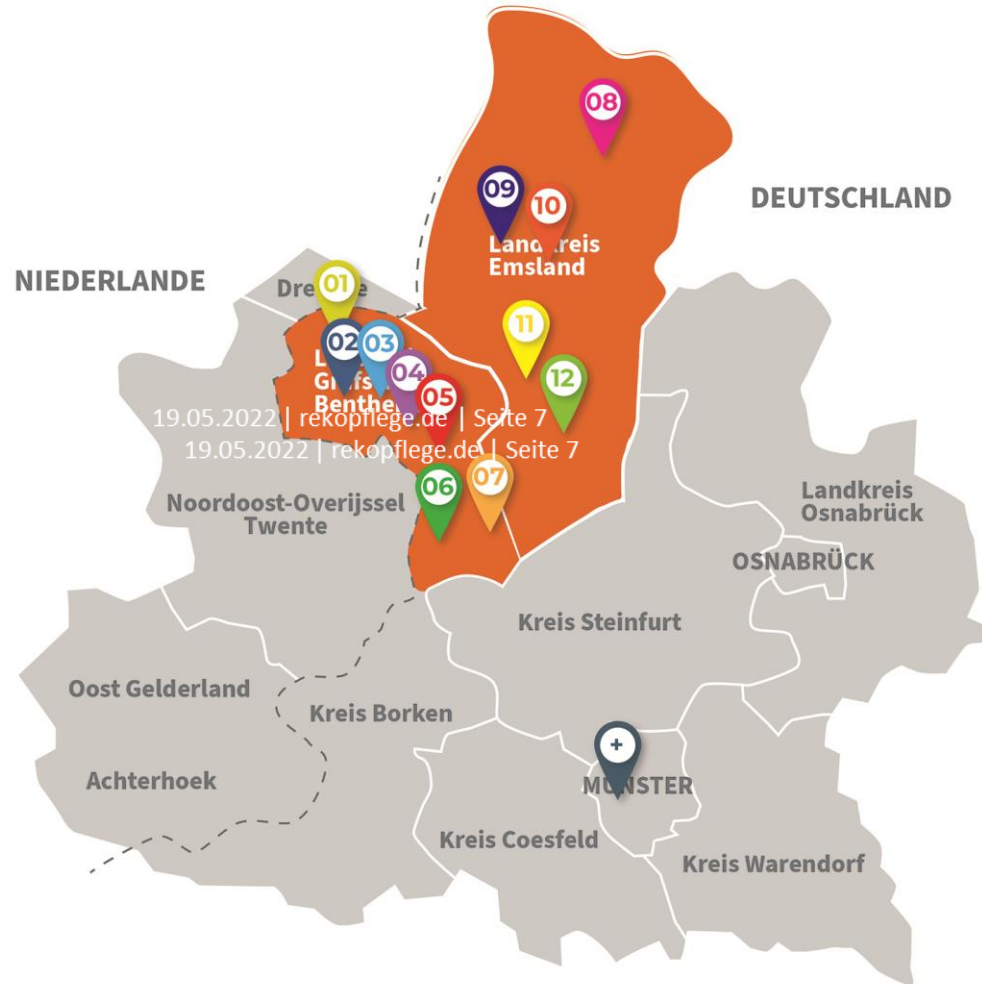 08
DEUTSCHLAND
09
10
Landkreis
Emsland
NIEDERLANDE
01
11
02
03
04
12
05
19.05.2022 | rekopflege.de | Seite 7
19.05.2022 | rekopflege.de | Seite 7
06
07
Noordoost-Overijssel
Twente
Landkreis
Osnabrück
OSNABRÜCK
Kreis Steinfurt
Oost Gelderland
Kreis Borken
+
Achterhoek
MÜNSTER
Kreis Coesfeld
Kreis Warendorf